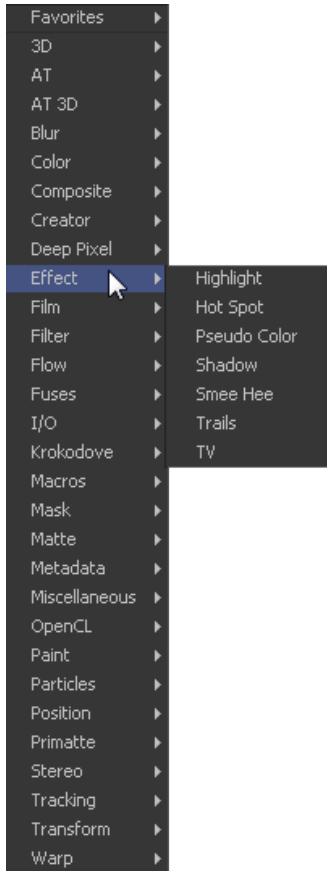 Favorites
3D
AT
AT 3D
Blur
Color
Composite
Creator
Deep Pixel
Effect
Film
Filter
Flow
Fuses
I/O
Krokodove
Macros
Mask
Matte
Metadata
Miscellaneous
OpenCL
Paint
Particles
Position
Primatte
Stereo
Tracking
Transform
Warp
Highlight
Hot Spot
Pseudo Color
Shadow
Smee Hee
Trails
TV